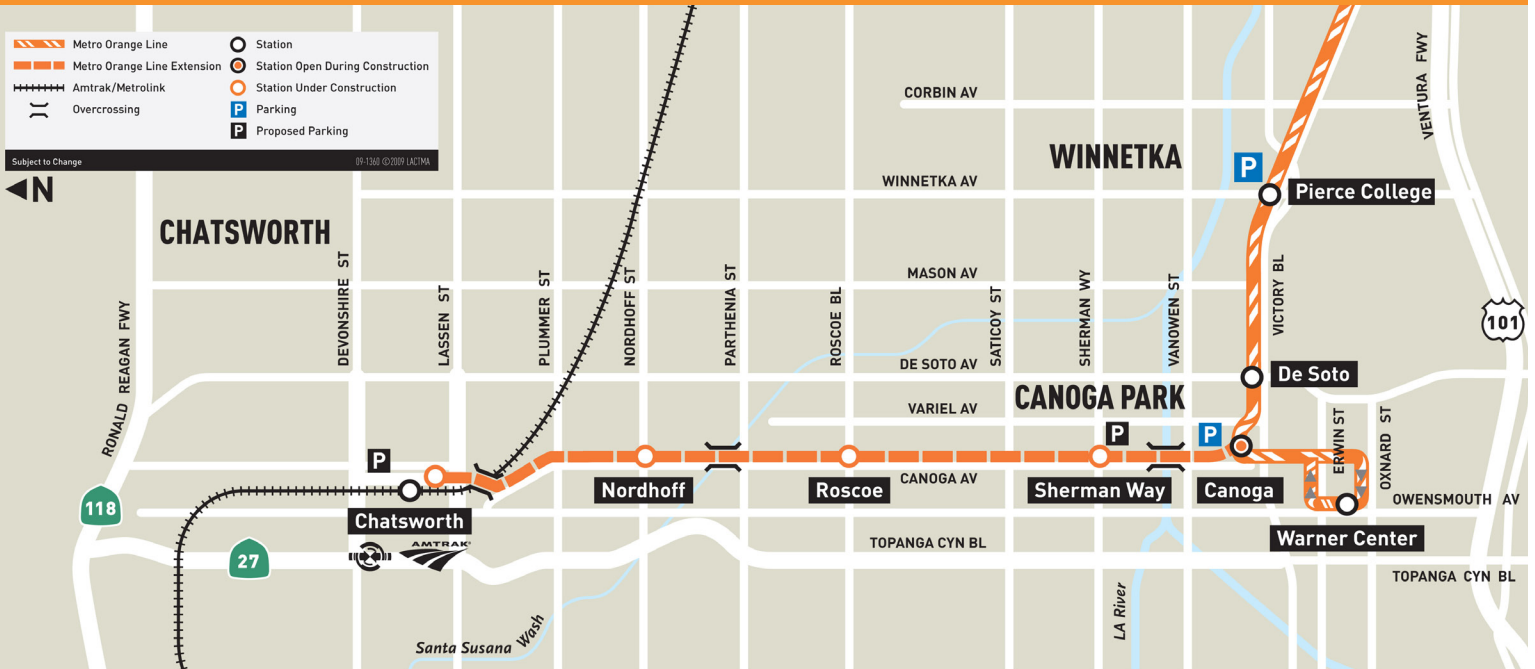 Metro Orange Line
Metro Orange Line Extension
Amtrak/Metrolink
Overcrossing
Station
Station Open During Construction
Station Under Construction
P Parking
P Proposed Parking
Subject to Change
09-1360 ©2009 LACTMA
N
CHATSWORTH
WINNETKA
CANOGA PARK
CORBIN AV
WINNETKA AV
MASON AV
DE SOTO AV
VARIEL AV
CANOGA AV
OWENSMOUTH AV
TOPANGA CYN BL
TOPANGA CYN BL
RONALD REAGAN FWY
DEVONSHIRE ST
LASSEN ST
PLUMMER ST
NORDHOFF ST
PARTHENIA ST
ROSCOE BL
SATICOY ST
SHERMAN WY
VANOWEN ST
VICTORY BL
ERWIN ST
OXNARD ST
VENTURA FWY
P
Pierce College
De Soto
P
P
Canoga
Warner Center
Sherman Way
Roscoe
Nordhoff
P
Chatsworth
AMTRAK
118
27
101
Santa Susana Wash
LA River